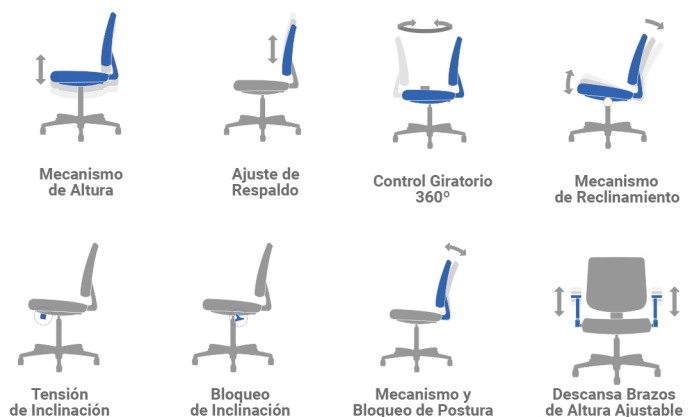 Mecanismo
de Altura
Ajuste de
Respaldo
Control Giratorio
360º
Mecanismo
de Reclinamiento
Tensión
de Inclinación
Bloqueo
de Inclinación
Mecanismo y
Bloqueo de Postura
Descansa Brazos
de Altura Ajustable